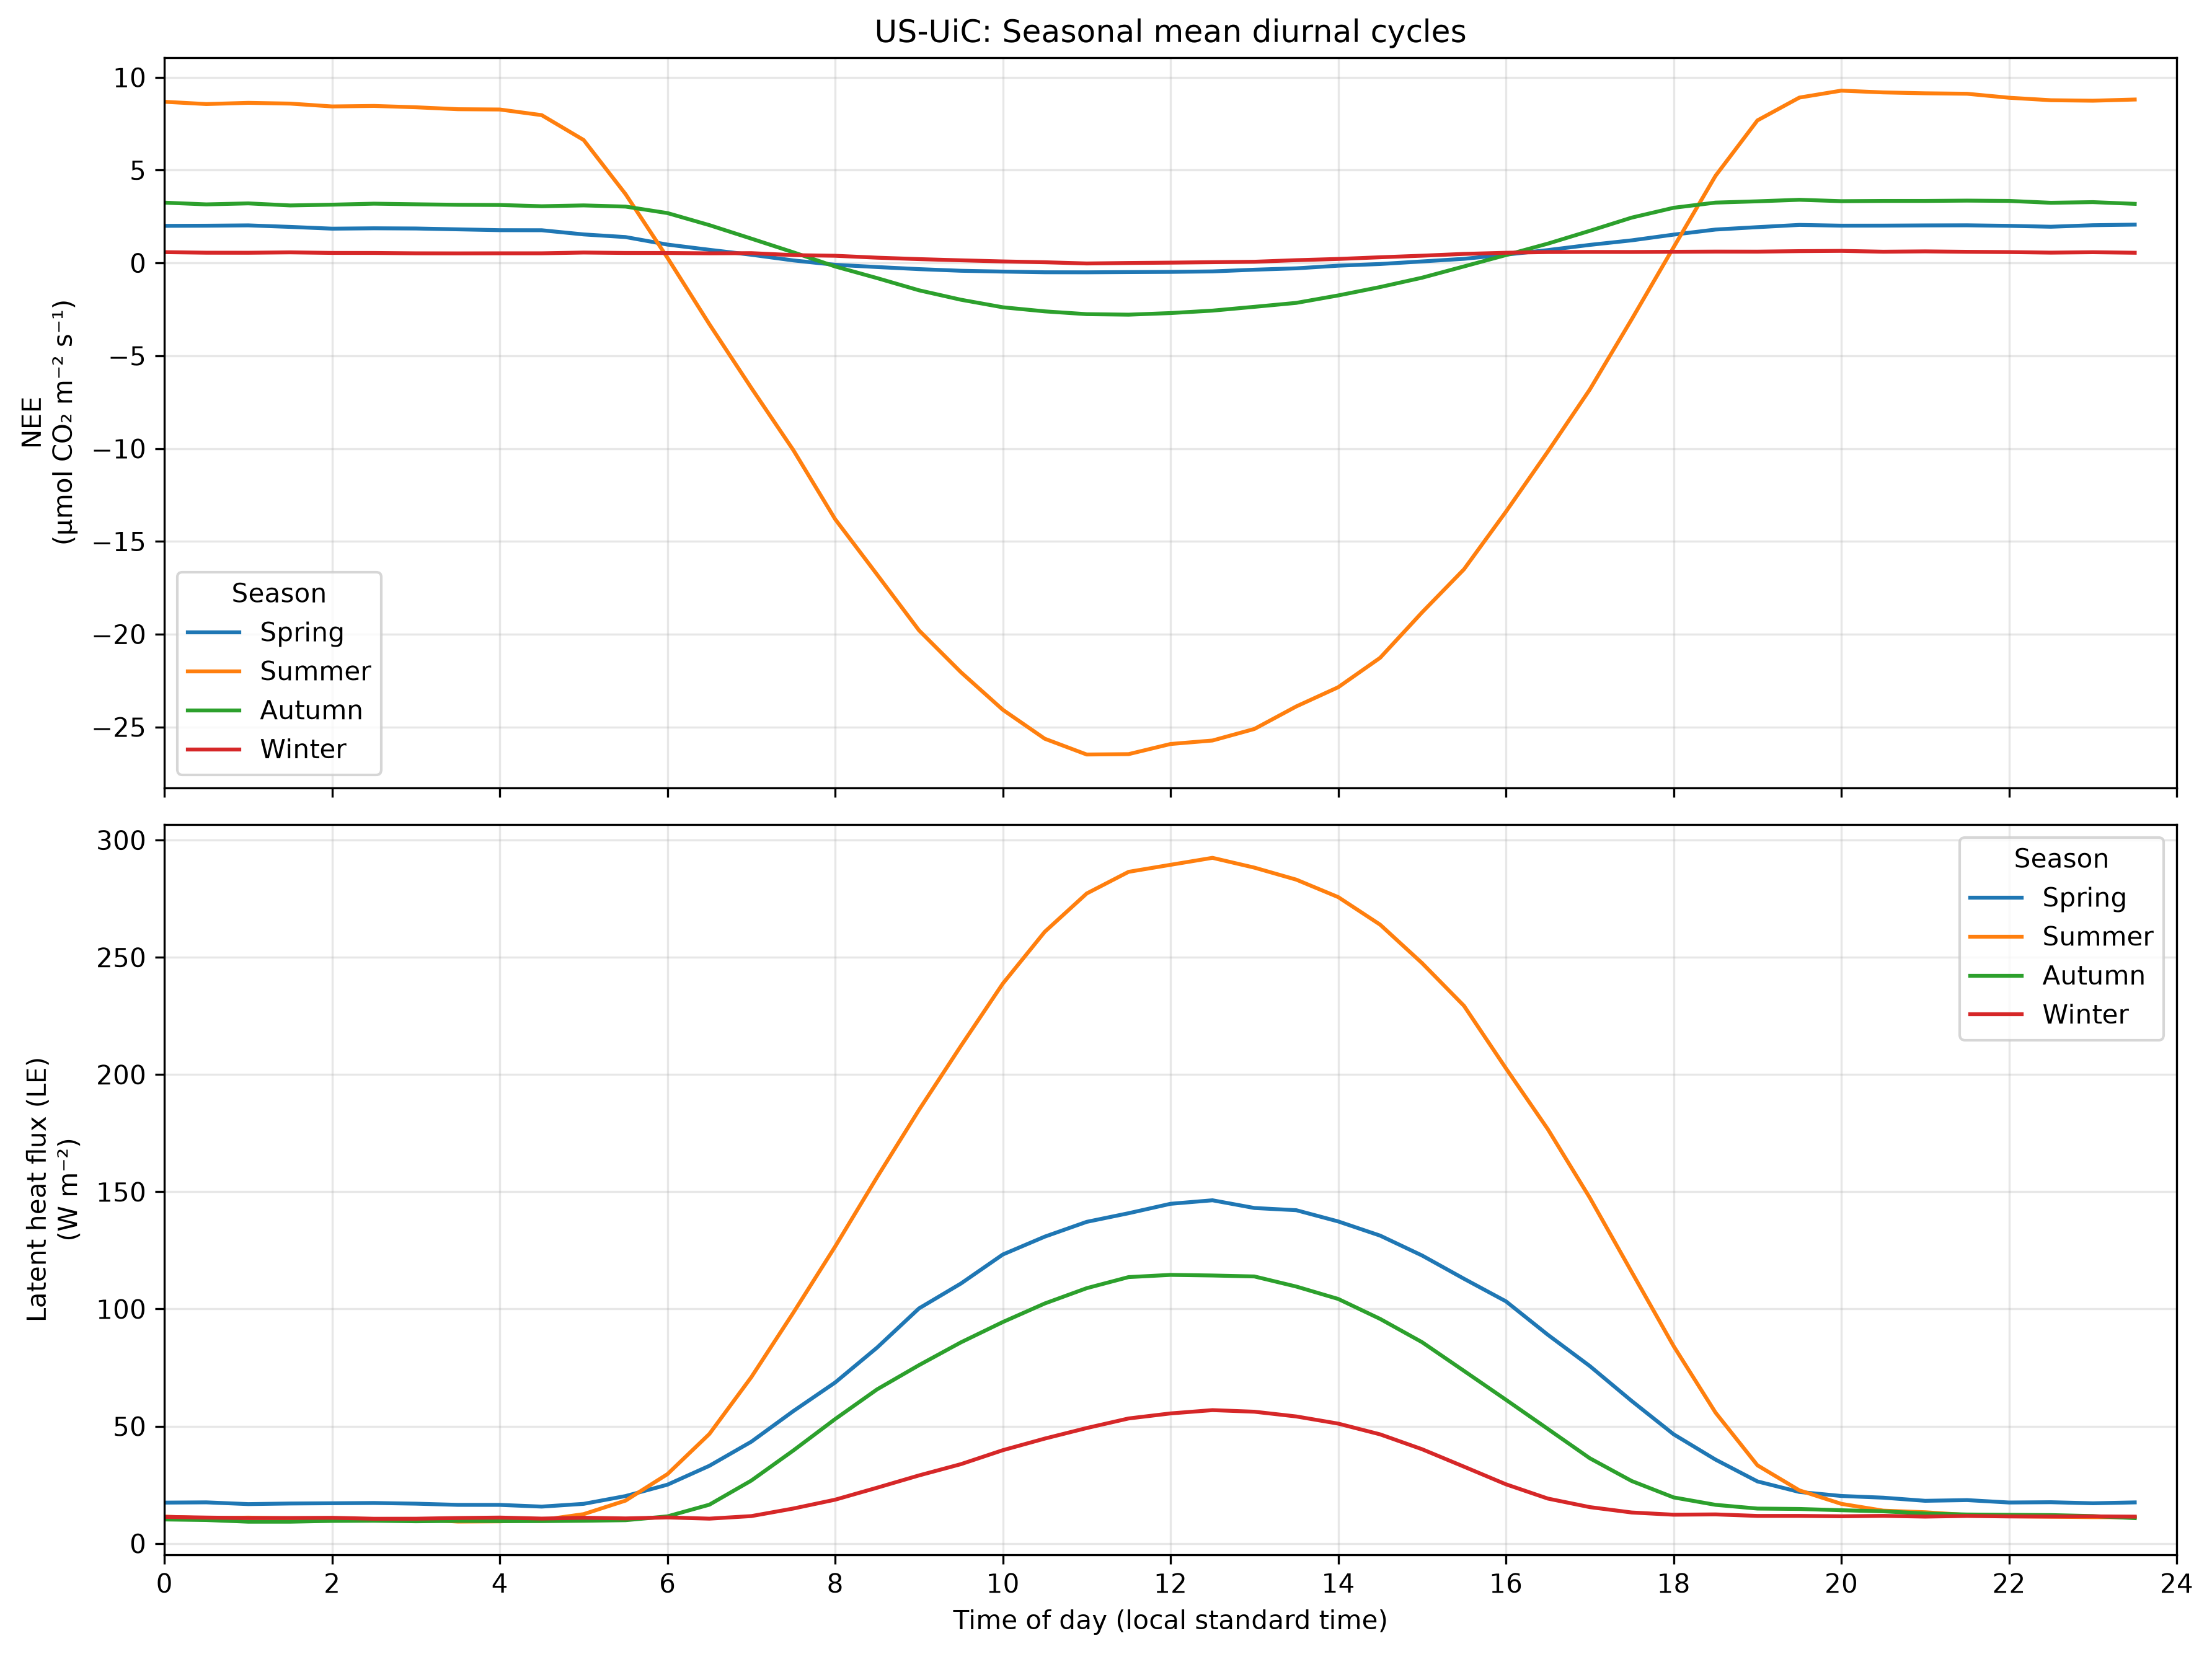 US-UiC: Seasonal mean diurnal cycles
10
5
0
−5
−10
−15
−20
−25
NEE
(µmol CO₂ m⁻² s⁻¹)
Season
Spring
Summer
Autumn
Winter
300
250
200
150
100
50
0
Latent heat flux (LE)
(W m⁻²)
Season
Spring
Summer
Autumn
Winter
0 2 4 6 8 10 12 14 16 18 20 22 24
Time of day (local standard time)